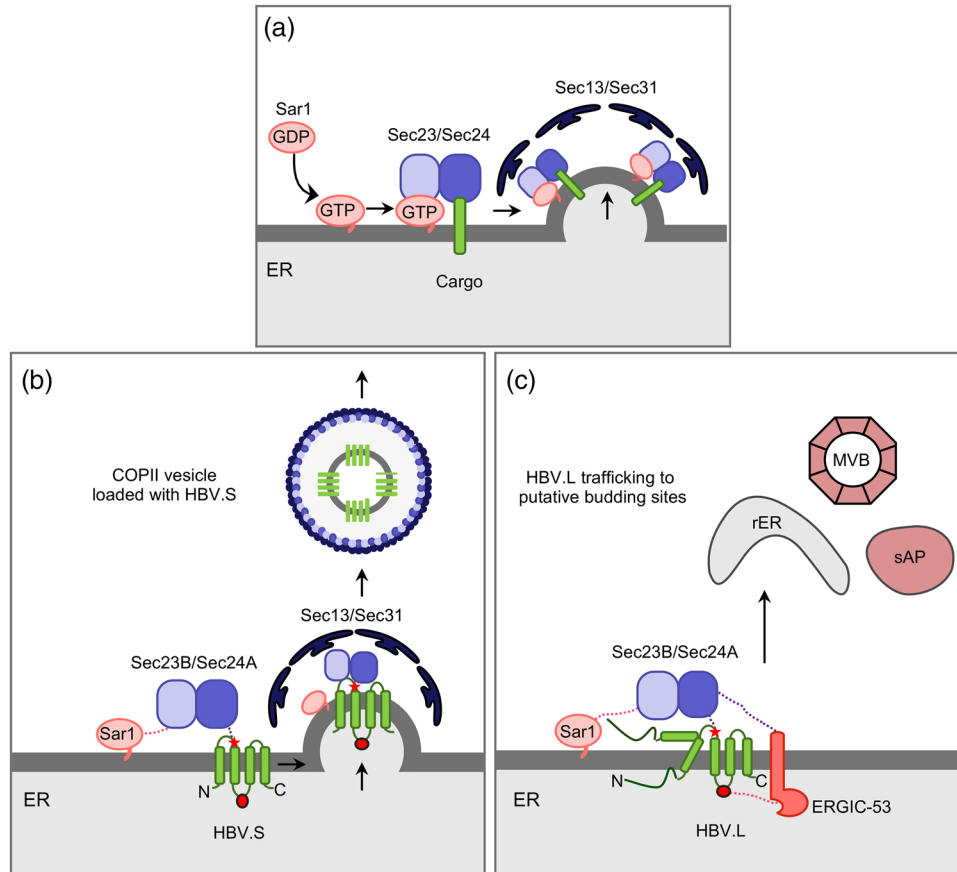 (a)
Sec13/Sec31
Sar1
GDP
Sec23/Sec24
GTP
GTP
ER
Cargo
(b)
COPII vesicle
loaded with HBV.S
Sec13/Sec31
Sec23B/Sec24A
Sar1
N
C
ER
HBV.S
(c)
HBV.L trafficking to
putative budding sites
MVB
rER
sAP
Sec23B/Sec24A
Sar1
N
C
ER
ERGIC-53
HBV.L